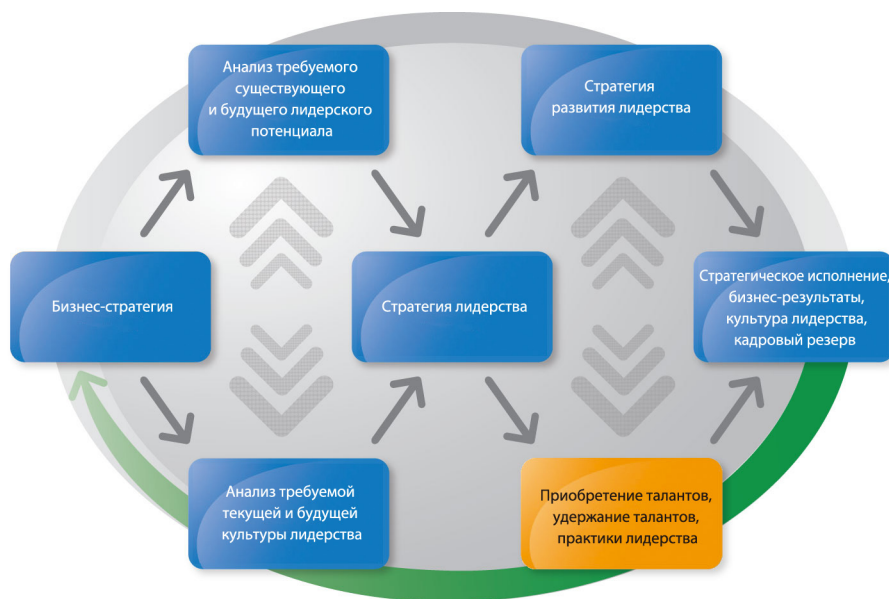 Анализ требуемого
существующего
и будущего лидерского
потенциала
Стратегия
развития лидерства
Бизнес-стратегия
Стратегия лидерства
Стратегическое исполнение,
бизнес-результаты,
культура лидерства,
кадровый резерв
Анализ требуемой
текущей и будущей
культуры лидерства
Приобретение талантов,
удержание талантов,
практики лидерства